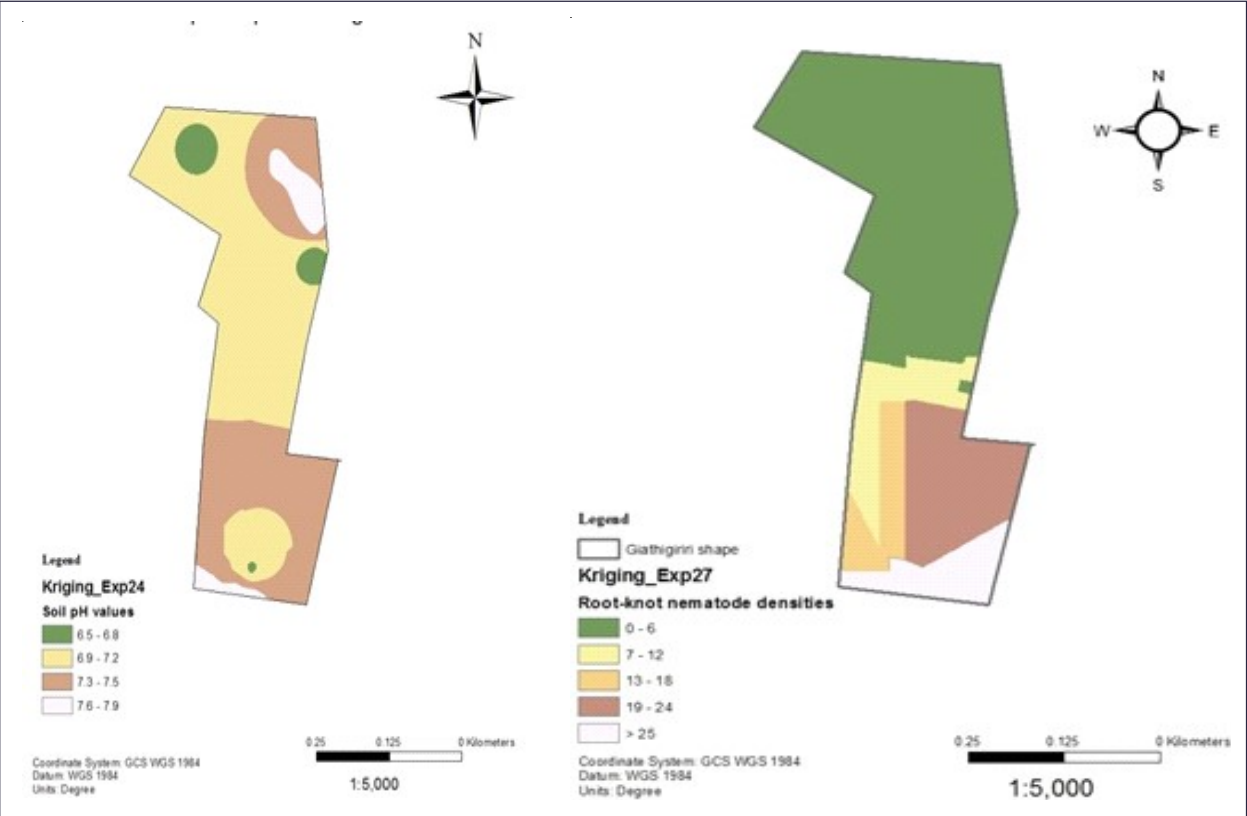 N
Legend
Kriging_Exp24
Soil pH values
6.5 - 6.8
6.9 - 7.2
7.3 - 7.5
7.6 - 7.9
0.25 0.125 0 Kilometers
Coordinate System: GCS WGS 1984
Datum: WGS 1984
Units: Degree
1:5,000
N
W E
S
Legend
Giathigiriri shape
Kriging_Exp27
Root-knot nematode densities
0 - 6
7 - 12
13 - 18
19 - 24
> 25
0.25 0.125 0 Kilometers
Coordinate System: GCS WGS 1984
Datum: WGS 1984
Units: Degree
1:5,000